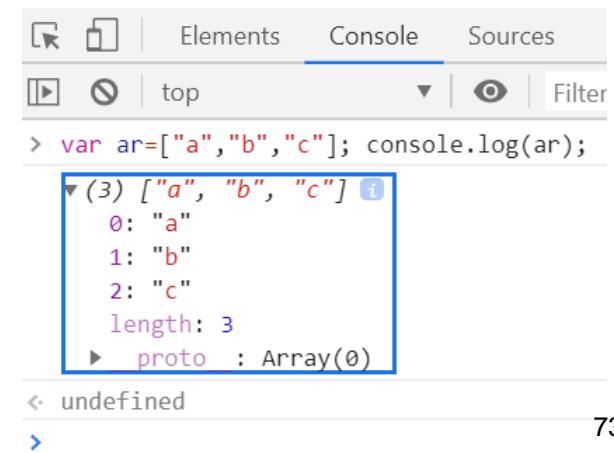 Elements Console Sources
top ▼ Filter
> var ar=["a","b","c"]; console.log(ar);
▼(3) ["a", "b", "c"] i
0: "a"
1: "b"
2: "c"
length: 3
▶ __proto__: Array(0)
<· undefined
>
73